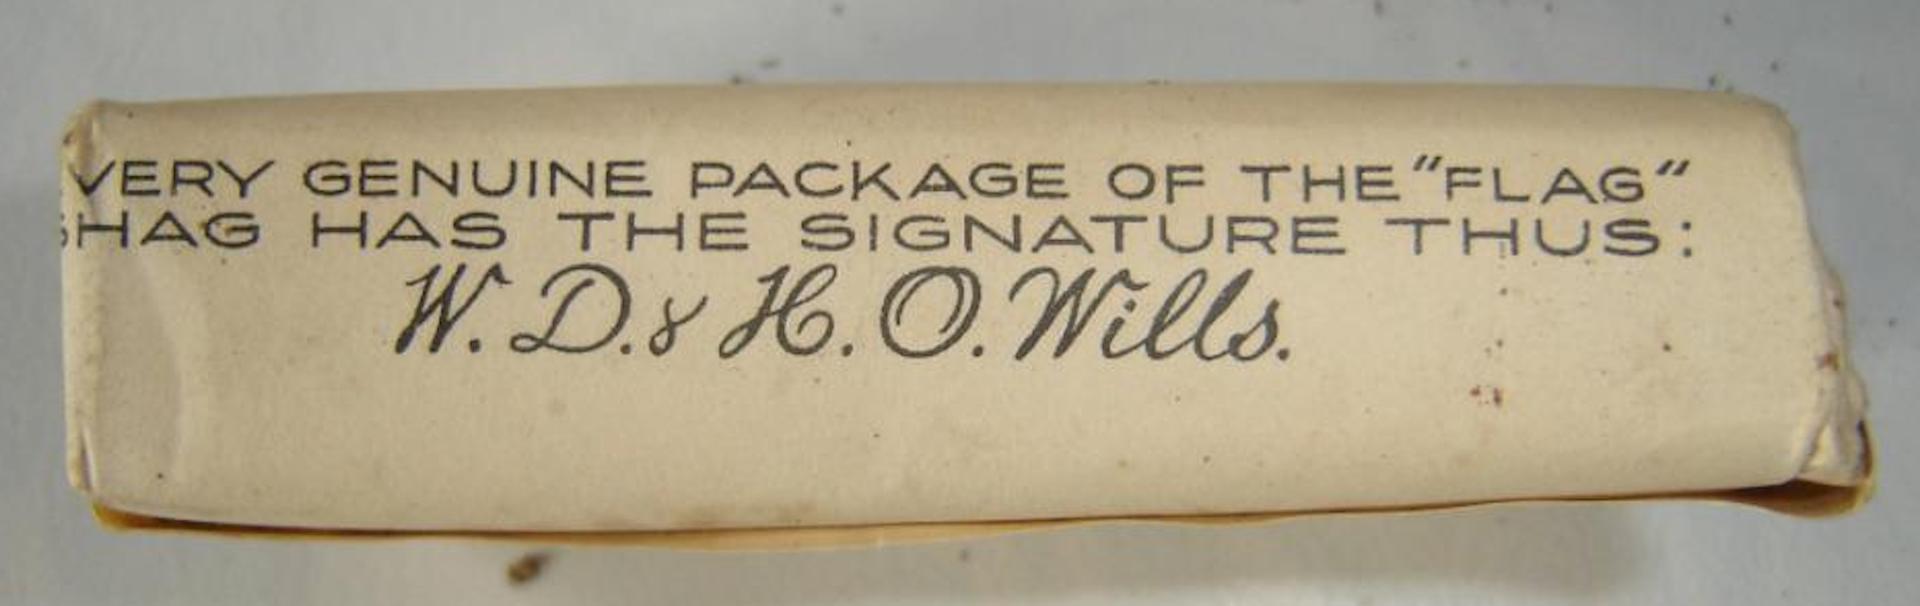 VERY GENUINE PACKAGE OF THE "FLAG"
SHAG HAS THE SIGNATURE THUS:
W. D. & H. O. Wills.